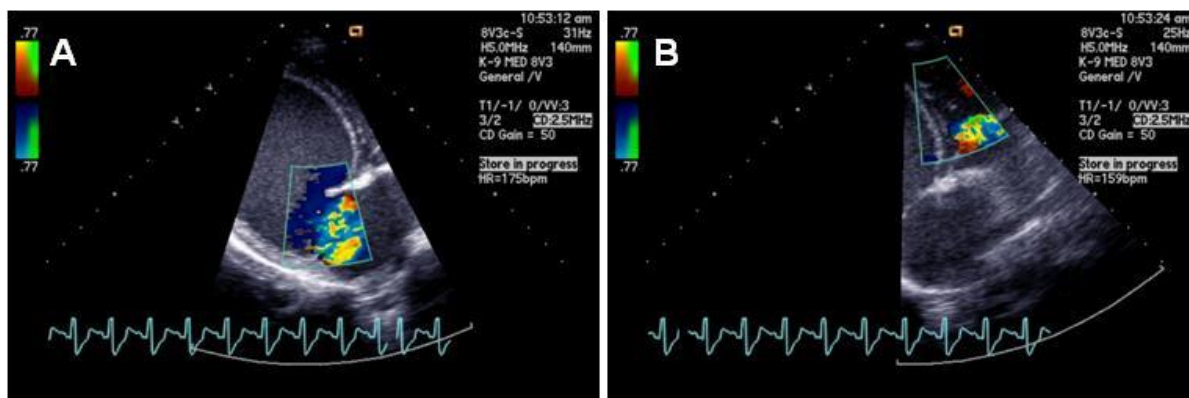 10:53:12 am
8V3c-S 31Hz
H5.0MHz 140mm
K-9 MED 8V3
General /V
T1/-1/ 0/VV:3
3/2 CD:2.5MHz
CD Gain = 50
Store in progress
HR=175bpm
.77
A
.77
10:53:24 am
8V3c-S 25Hz
H5.0MHz 140mm
K-9 MED 8V3
General /V
T1/-1/ 0/VV:3
3/2 CD:2.5MHz
CD Gain = 50
Store in progress
HR=159bpm
.77
B
.77